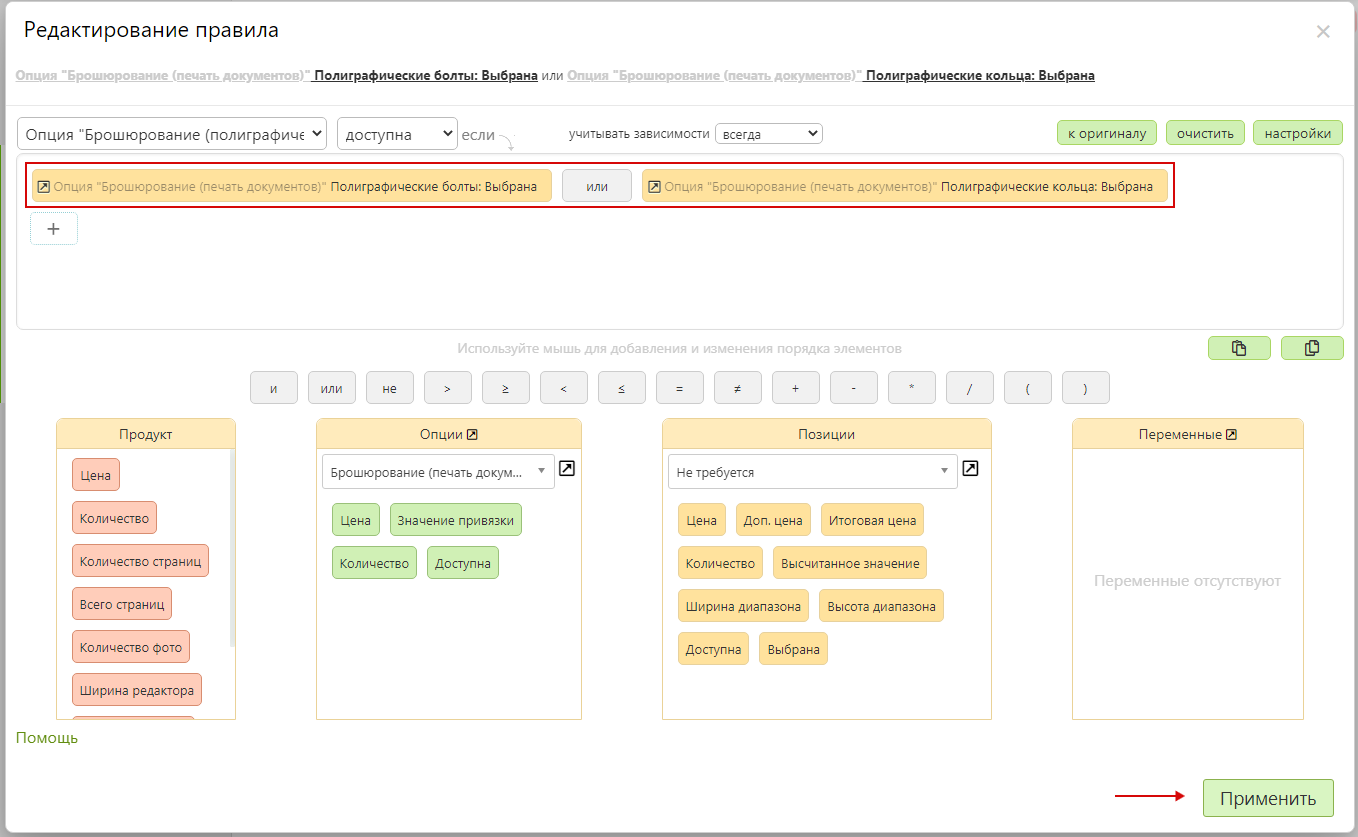 Редактирование правила
×
Опция "Брошюрование (печать документов)" Полиграфические болты: Выбрана или Опция "Брошюрование (печать документов)" Полиграфические кольца: Выбрана
Опция "Брошюрование (полиграфиче доступна если учитывать зависимости всегда к оригиналу очистить настройки
Опция "Брошюрование (печать документов)" Полиграфические болты: Выбрана или Опция "Брошюрование (печать документов)" Полиграфические кольца: Выбрана
+
Используйте мышь для добавления и изменения порядка элементов
и или не > ≥ < ≤ = ≠ + - * / ( )
Продукт
Цена
Количество
Количество страниц
Всего страниц
Количество фото
Ширина редактора
Опции
Брошюрование (печать докум...
Цена Значение привязки
Количество Доступна
Позиции
Не требуется
Цена Доп. цена Итоговая цена
Количество Высчитанное значение
Ширина диапазона Высота диапазона
Доступна Выбрана
Переменные
Переменные отсутствуют
Помощь
Применить